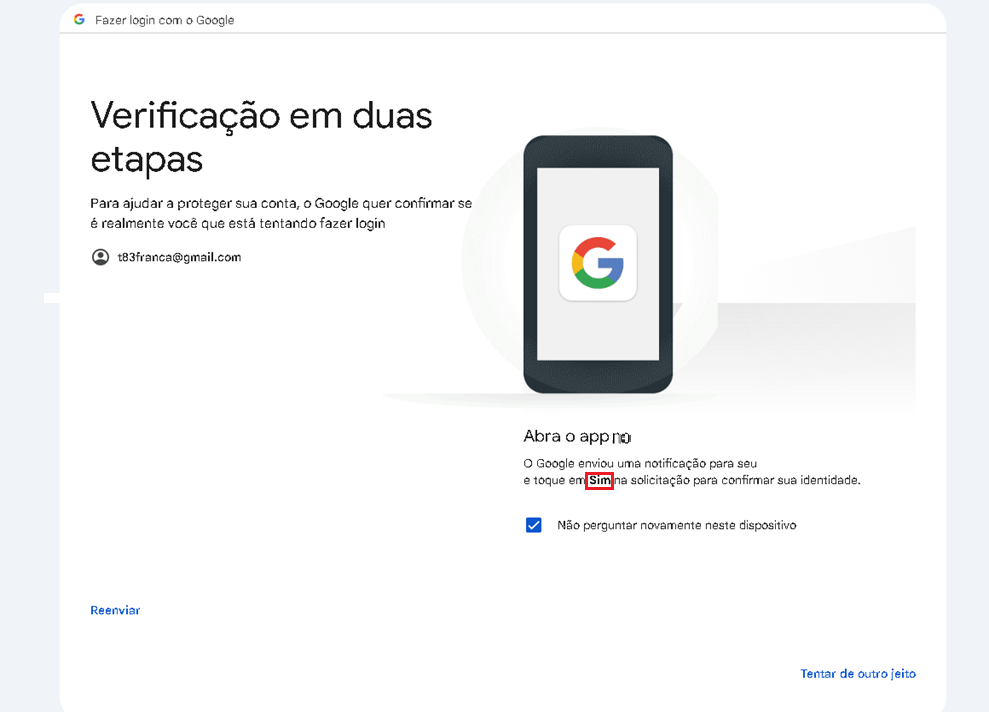 Fazer login com o Google
Verificação em duas
etapas
Para ajudar a proteger sua conta, o Google quer confirmar se
é realmente você que está tentando fazer login
t83franca@gmail.com
Abra o app no
O Google enviou uma notificação para seu
e toque em Sim na solicitação para confirmar sua identidade.
Não perguntar novamente neste dispositivo
Reenviar
Tentar de outro jeito